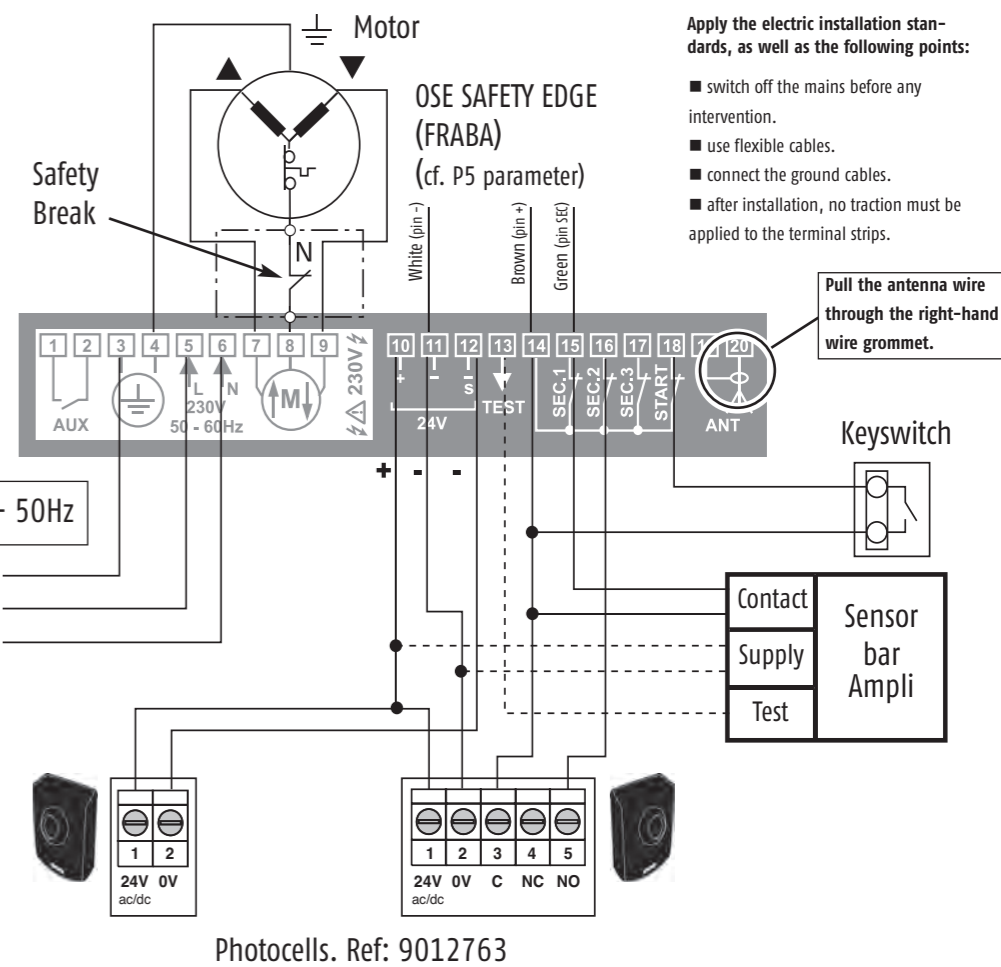 Motor
Apply the electric installation stan-
dards, as well as the following points:
■ switch off the mains before any
intervention.
■ use flexible cables.
■ connect the ground cables.
■ after installation, no traction must be
applied to the terminal strips.
OSE SAFETY EDGE
(FRABA)
(cf. P5 parameter)
Safety
Break
N
White (pin -)
Brown (pin +)
Green (pin SEC)
Pull the antenna wire
through the right-hand
wire grommet.
1 2 3 4 5 6 7 8 9 10 11 12 13 14 15 16 17 18 20
AUX
L N
230V
50 - 60Hz
M
230V
+ - - S
24V
TEST
SEC.1
SEC.2
SEC.3
START
ANT
+ - -
Keyswitch
50Hz
Contact
Supply
Test
Sensor
bar
Ampli
1 2
24V 0V
ac/dc
1 2 3 4 5
24V 0V C NC NO
ac/dc
Photocells. Ref: 9012763